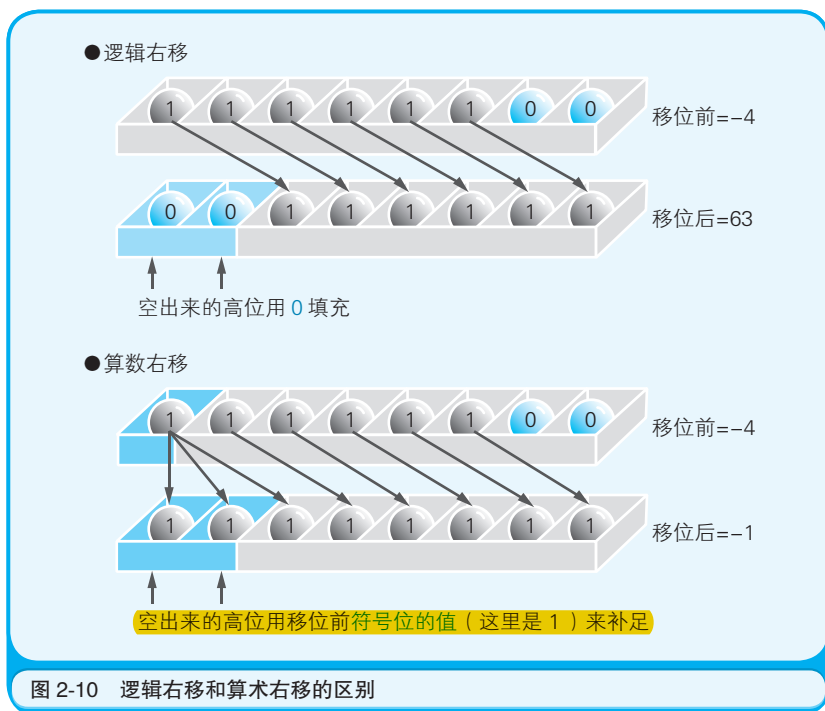 ●逻辑右移
1 1 1 1 1 1 0 0
移位前=−4
0 0 1 1 1 1 1 1
移位后=63
空出来的高位用 0 填充
●算数右移
1 1 1 1 1 1 0 0
移位前=−4
1 1 1 1 1 1 1 1
移位后=−1
空出来的高位用移位前符号位的值（这里是 1 ）来补足
图 2-10 逻辑右移和算术右移的区别